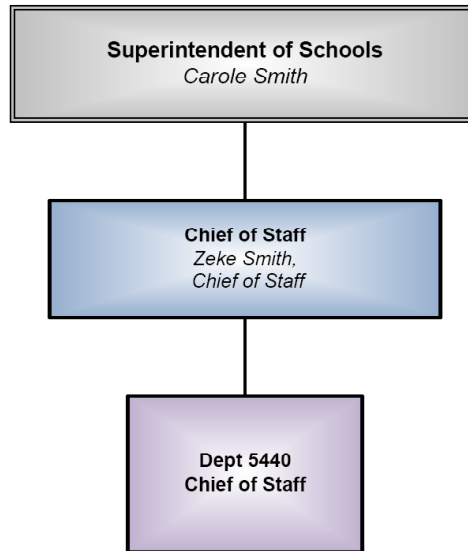 Superintendent of Schools
Carole Smith
Chief of Staff
Zeke Smith,
Chief of Staff
Dept 5440
Chief of Staff